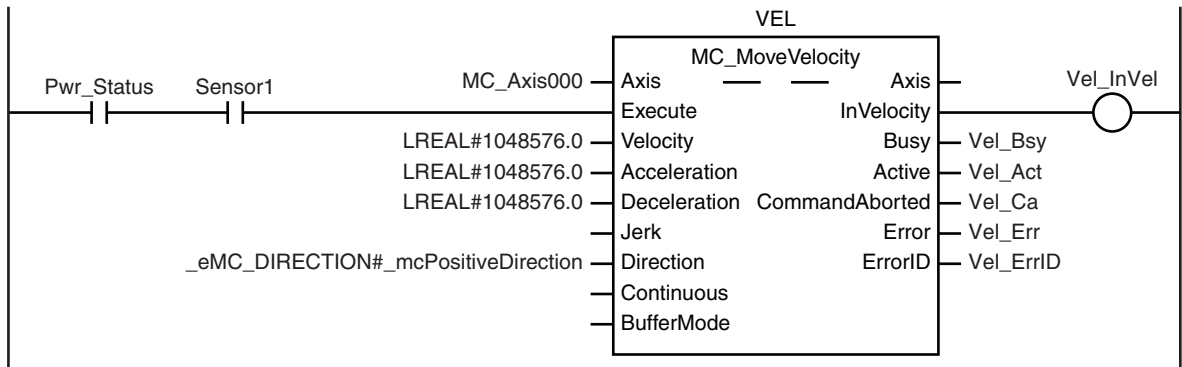 VEL
MC_MoveVelocity
Pwr_Status Sensor1 MC_Axis000 Axis Axis Vel_InVel
Execute InVelocity
LREAL#1048576.0 Velocity Busy Vel_Bsy
LREAL#1048576.0 Acceleration Active Vel_Act
LREAL#1048576.0 Deceleration CommandAborted Vel_Ca
Jerk Error Vel_Err
_eMC_DIRECTION#_mcPositiveDirection Direction ErrorID Vel_ErrID
Continuous
BufferMode